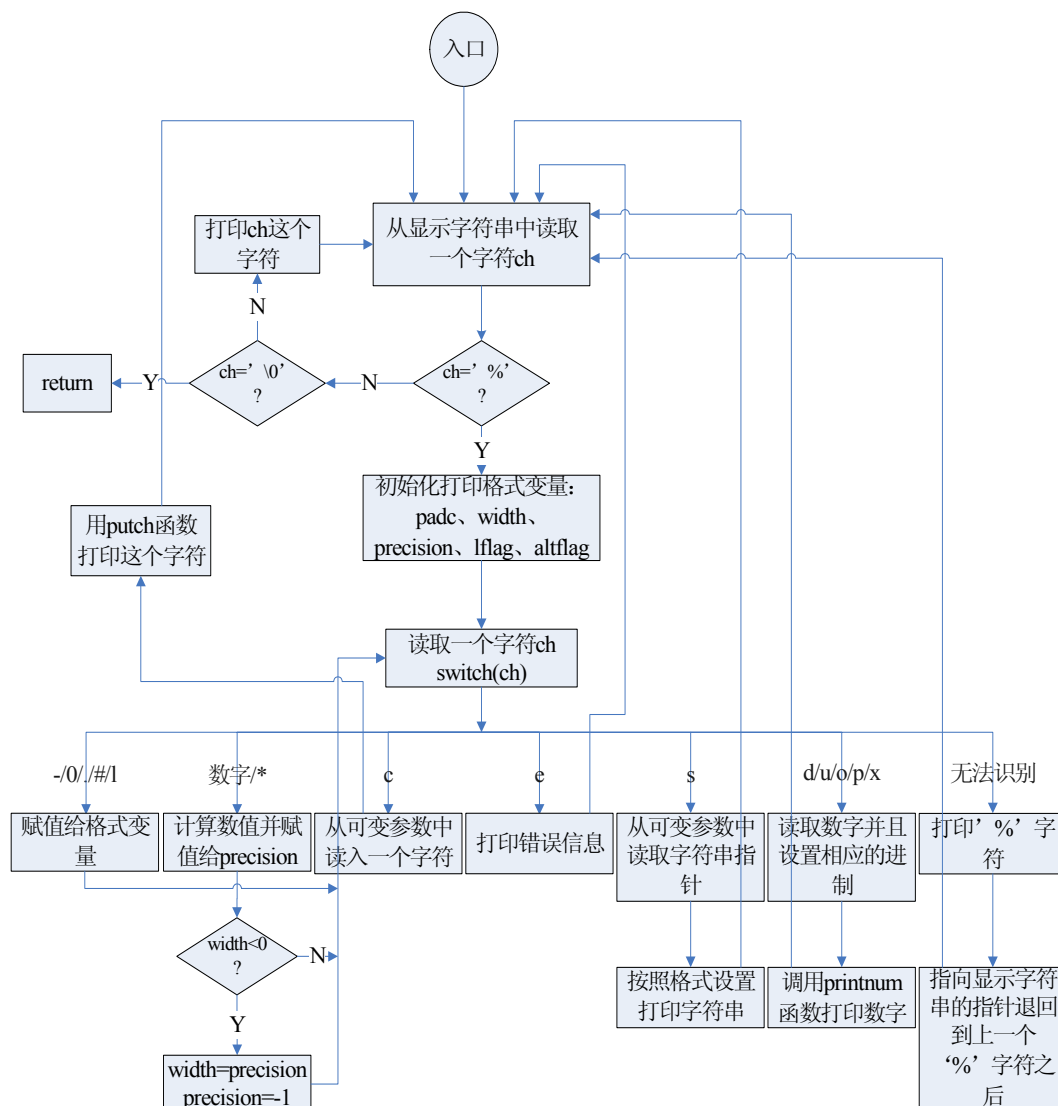 入口
从显示字符串中读取
一个字符ch
打印ch这个
字符
N
return
Y
ch=’ \0’
?
N
ch=’ %’
?
Y
初始化打印格式变量：
padc、width、
precision、lflag、altflag
用putch函数
打印这个字符
读取一个字符ch
switch(ch)
-/0/./#/l
数字/*
c
e
s
d/u/o/p/x
无法识别
赋值给格式变
量
计算数值并赋
值给precision
从可变参数中
读入一个字符
打印错误信息
从可变参数中
读取字符串指
针
读取数字并且
设置相应的进
制
打印’ %’ 字
符
width<0
?
N
Y
width=precision
precision=-1
按照格式设置
打印字符串
调用printnum
函数打印数字
指向显示字符
串的指针退回
到上一个
‘%’ 字符之
后